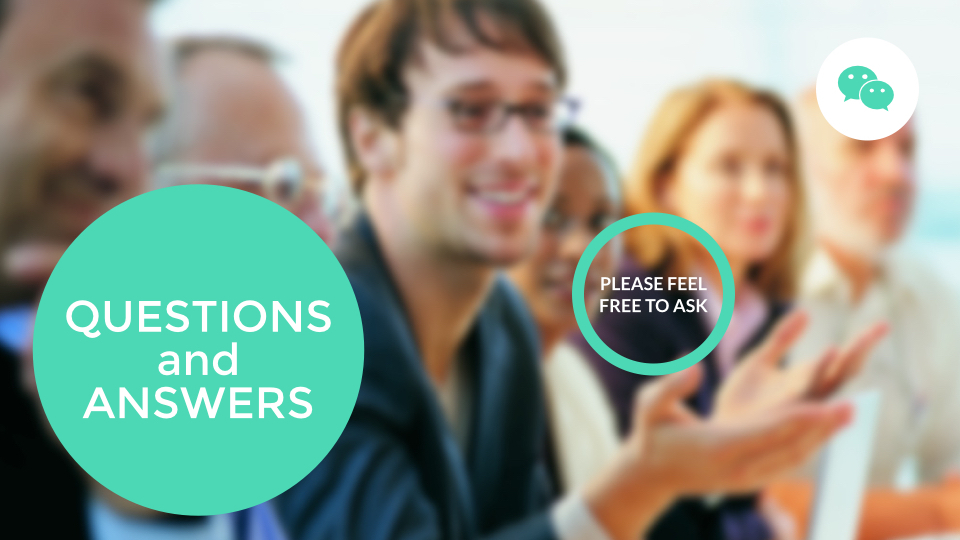 QUESTIONS
and
ANSWERS
PLEASE FEEL
FREE TO ASK